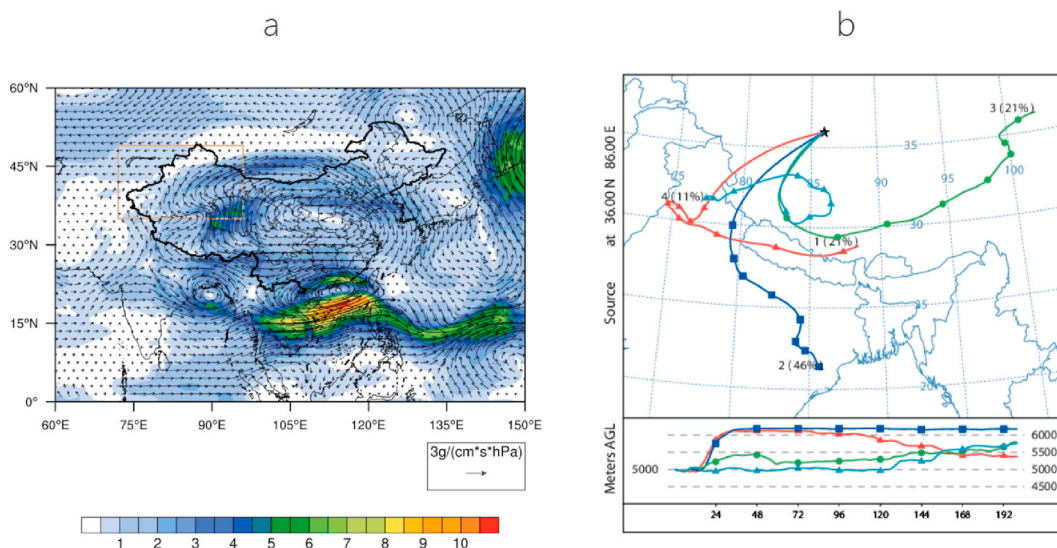 a
b
60°N
45°N
30°N
15°N
0°
60°E
75°E
90°E
105°E
120°E
135°E
150°E
3g/(cm*s*hPa)
1 2 3 4 5 6 7 8 9 10
Source at 36.00 N 86.00 E
3 (21%)
35
75
80
85
90
95
100
4 (11%)
30
1 (21%)
25
2 (46%)
20
Meters AGL
5000
6000
5500
5000
4500
24 48 72 96 120 144 168 192